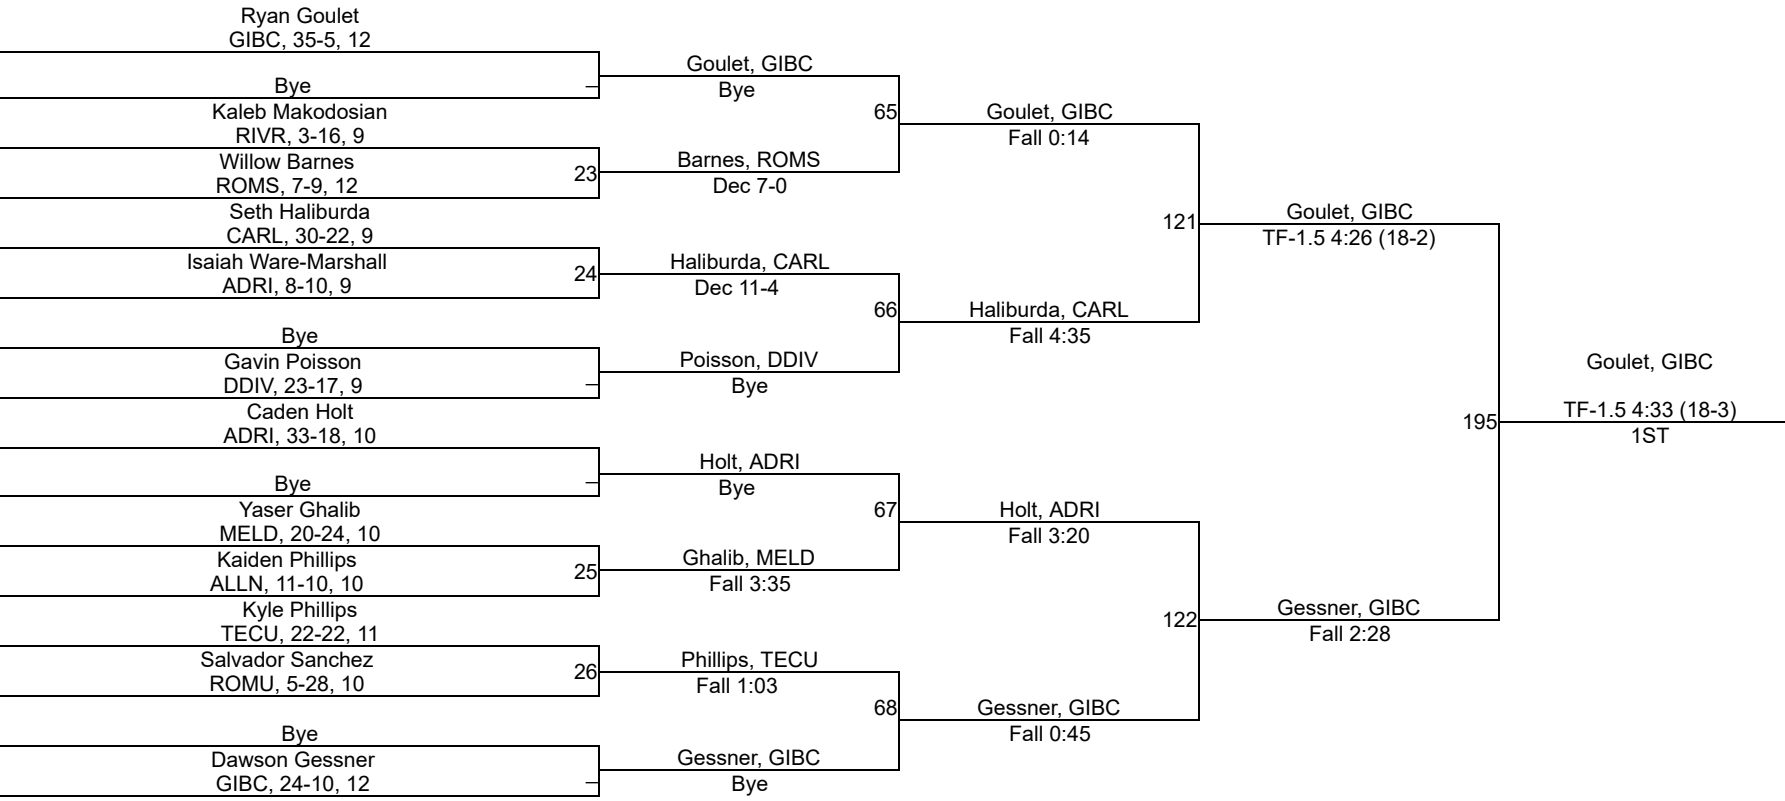 Ryan Goulet
GIBC, 35-5, 12
Bye
–
Kaleb Makodosian
RIVR, 3-16, 9
Willow Barnes
ROMS, 7-9, 12
23
Seth Haliburda
CARL, 30-22, 9
Isaiah Ware-Marshall
ADRI, 8-10, 9
24
Bye
Gavin Poisson
DDIV, 23-17, 9
–
Caden Holt
ADRI, 33-18, 10
Bye
–
Yaser Ghalib
MELD, 20-24, 10
Kaiden Phillips
ALLN, 11-10, 10
25
Kyle Phillips
TECU, 22-22, 11
Salvador Sanchez
ROMU, 5-28, 10
26
Bye
Dawson Gessner
GIBC, 24-10, 12
–
Goulet, GIBC
Bye
65
Barnes, ROMS
Dec 7-0
Haliburda, CARL
Dec 11-4
66
Poisson, DDIV
Bye
Holt, ADRI
Bye
67
Ghalib, MELD
Fall 3:35
Phillips, TECU
Fall 1:03
68
Gessner, GIBC
Bye
Goulet, GIBC
Fall 0:14
121
Haliburda, CARL
Fall 4:35
Holt, ADRI
Fall 3:20
122
Gessner, GIBC
Fall 0:45
Goulet, GIBC
TF-1.5 4:26 (18-2)
195
Gessner, GIBC
Fall 2:28
Goulet, GIBC
TF-1.5 4:33 (18-3)
1ST